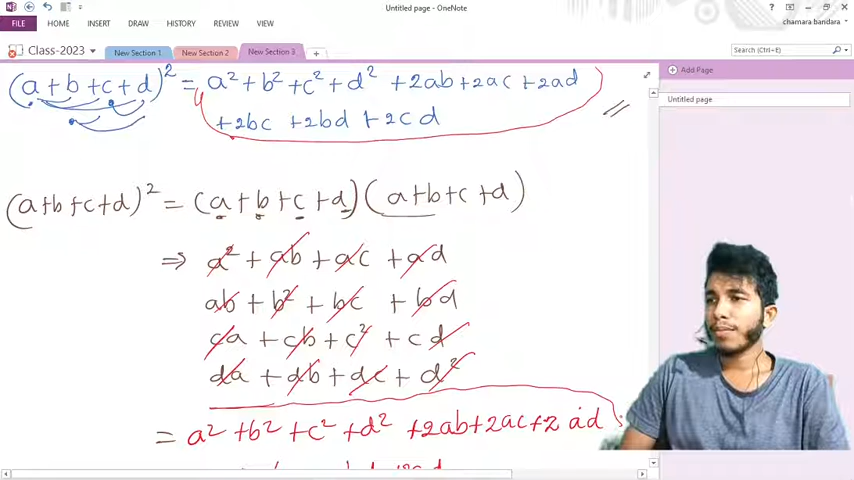 Untitled page - OneNote
FILE HOME INSERT DRAW HISTORY REVIEW VIEW
chamara bandara
Class-2023 New Section 1 New Section 2 New Section 3 +
Search (Ctrl+E)
Add Page
Untitled page
(a+b+c+d)² = a² + b² + c² + d² + 2ab + 2ac + 2ad
+ 2bc + 2bd + 2cd
(a+b+c+d)² = (a+b+c+d)(a+b+c+d)
⇒ a² + ab + ac + ad
ab + b² + bc + bd
ca + cb + c² + cd
da + db + dc + d²
= a² + b² + c² + d² + 2ab + 2ac + 2ad